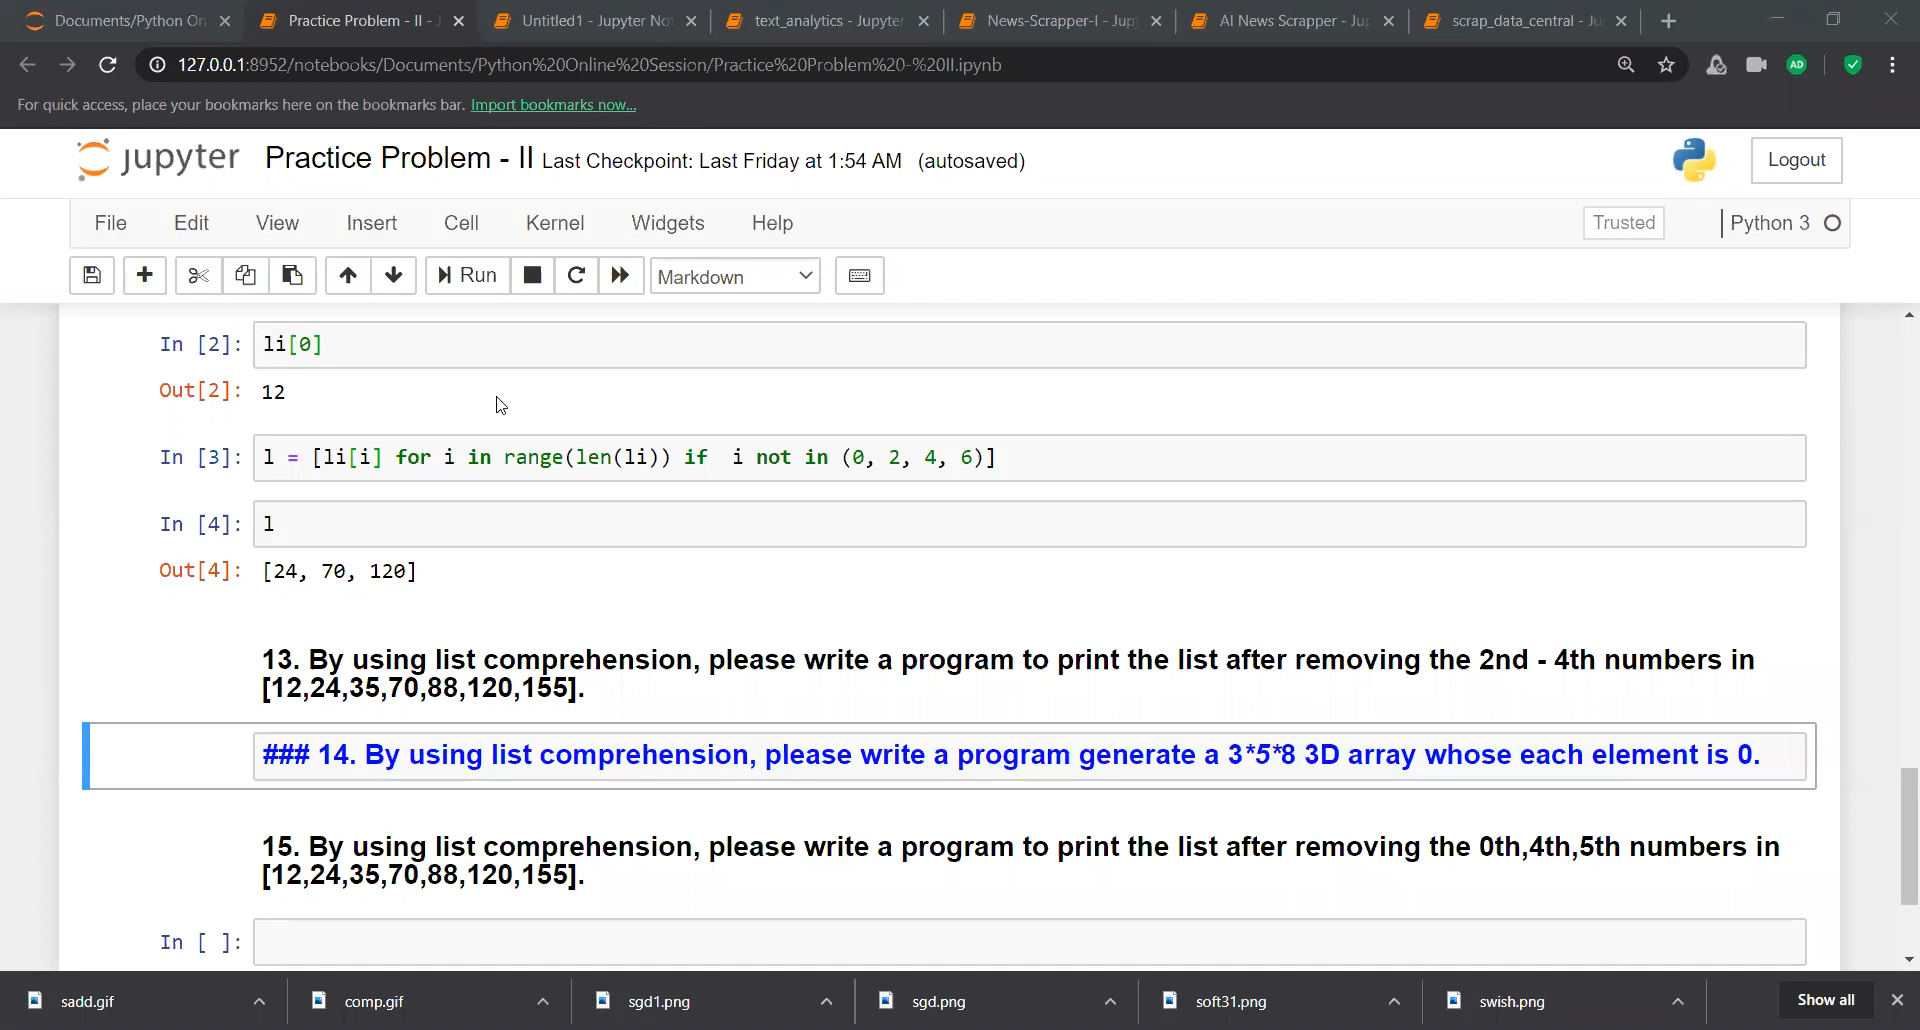 Documents/Python On
Practice Problem - II - J
Untitled1 - Jupyter No
text_analytics - Jupyter
News-Scrapper-I - Jup
AI News Scrapper - Ju
scrap_data_central - Ju
127.0.0.1:8952/notebooks/Documents/Python%20Online%20Session/Practice%20Problem%20-%20II.ipynb
AD
For quick access, place your bookmarks here on the bookmarks bar. Import bookmarks now...
jupyter Practice Problem - II Last Checkpoint: Last Friday at 1:54 AM (autosaved)
Logout
File Edit View Insert Cell Kernel Widgets Help
Trusted
Python 3
Run
Markdown
In [2]: li[0]
Out[2]: 12
In [3]: l = [li[i] for i in range(len(li)) if  i not in (0, 2, 4, 6)]
In [4]: l
Out[4]: [24, 70, 120]
13. By using list comprehension, please write a program to print the list after removing the 2nd - 4th numbers in
[12,24,35,70,88,120,155].
### 14. By using list comprehension, please write a program generate a 3*5*8 3D array whose each element is 0.
15. By using list comprehension, please write a program to print the list after removing the 0th,4th,5th numbers in
[12,24,35,70,88,120,155].
In [ ]:
sadd.gif
comp.gif
sgd1.png
sgd.png
soft31.png
swish.png
Show all